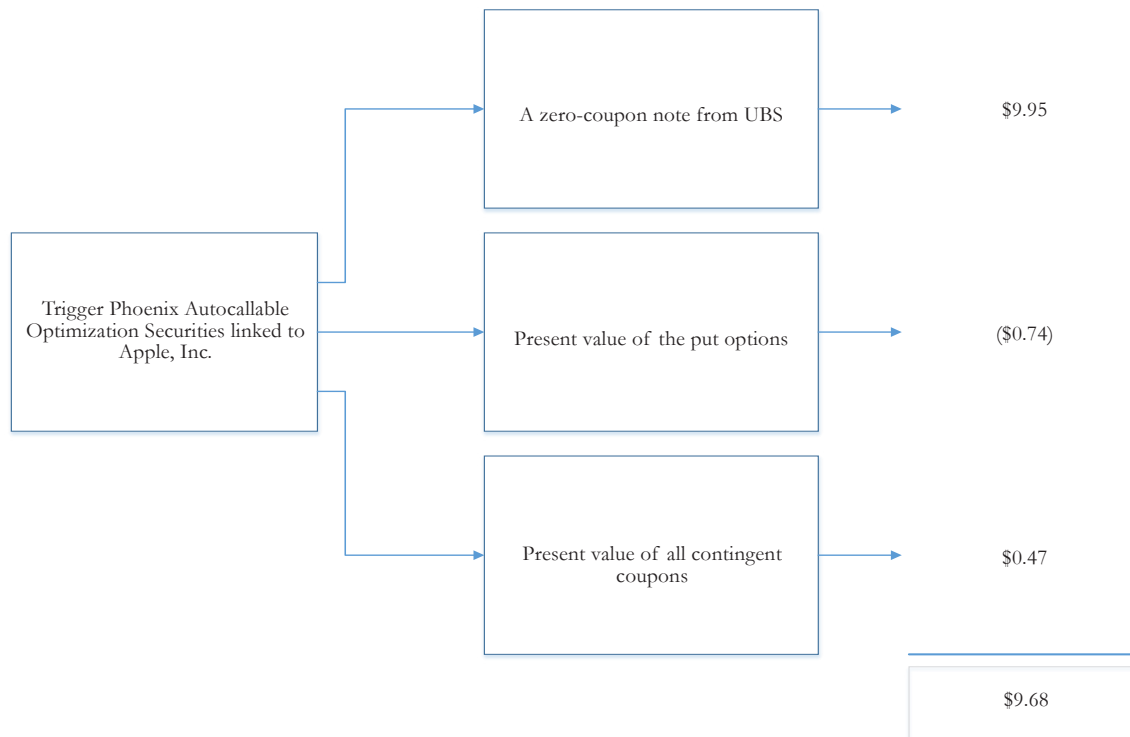 A zero-coupon note from UBS
$9.95
Trigger Phoenix Autocallable
Optimization Securities linked to
Apple, Inc.
Present value of the put options
($0.74)
Present value of all contingent
coupons
$0.47
$9.68